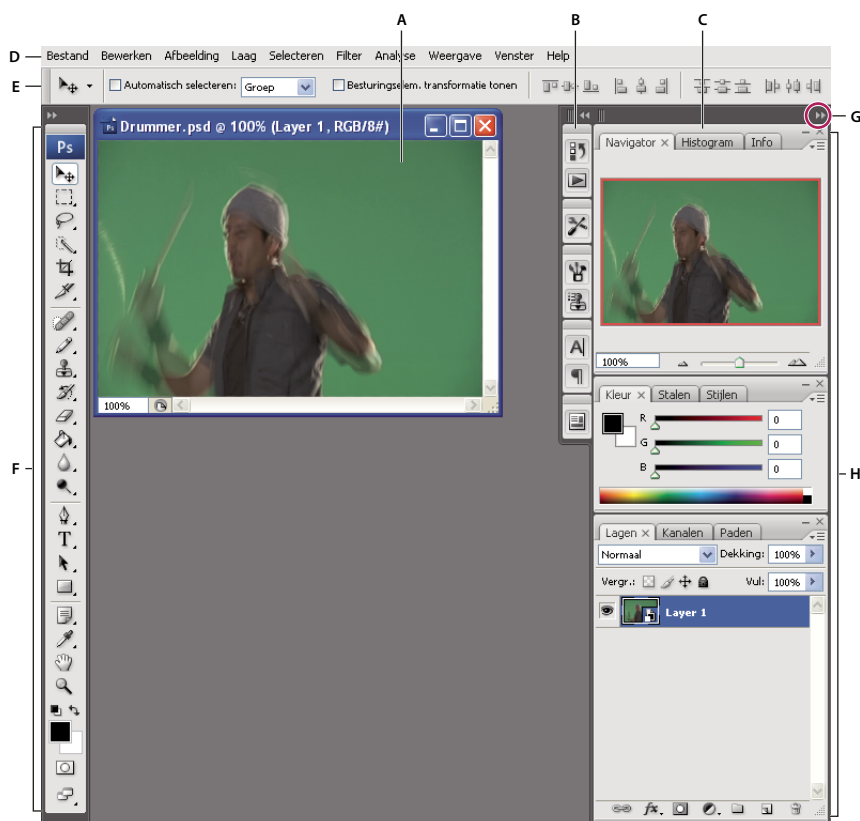 A
B
C
D
Bestand Bewerken Afbeelding Laag Selecteren Filter Analyse Weergave Venster Help
E
Automatisch selecteren: Groep Besturingselem. transformatie tonen
G
Drummer.psd @ 100% (Layer 1, RGB/8#)
Ps
Navigator Histogram Info
100%
100%
Kleur Stalen Stijlen
R 0
G 0
B 0
F
H
Lagen Kanalen Paden
Normaal Dekking: 100%
Vergr.: Vul: 100%
Layer 1
T
A
fx